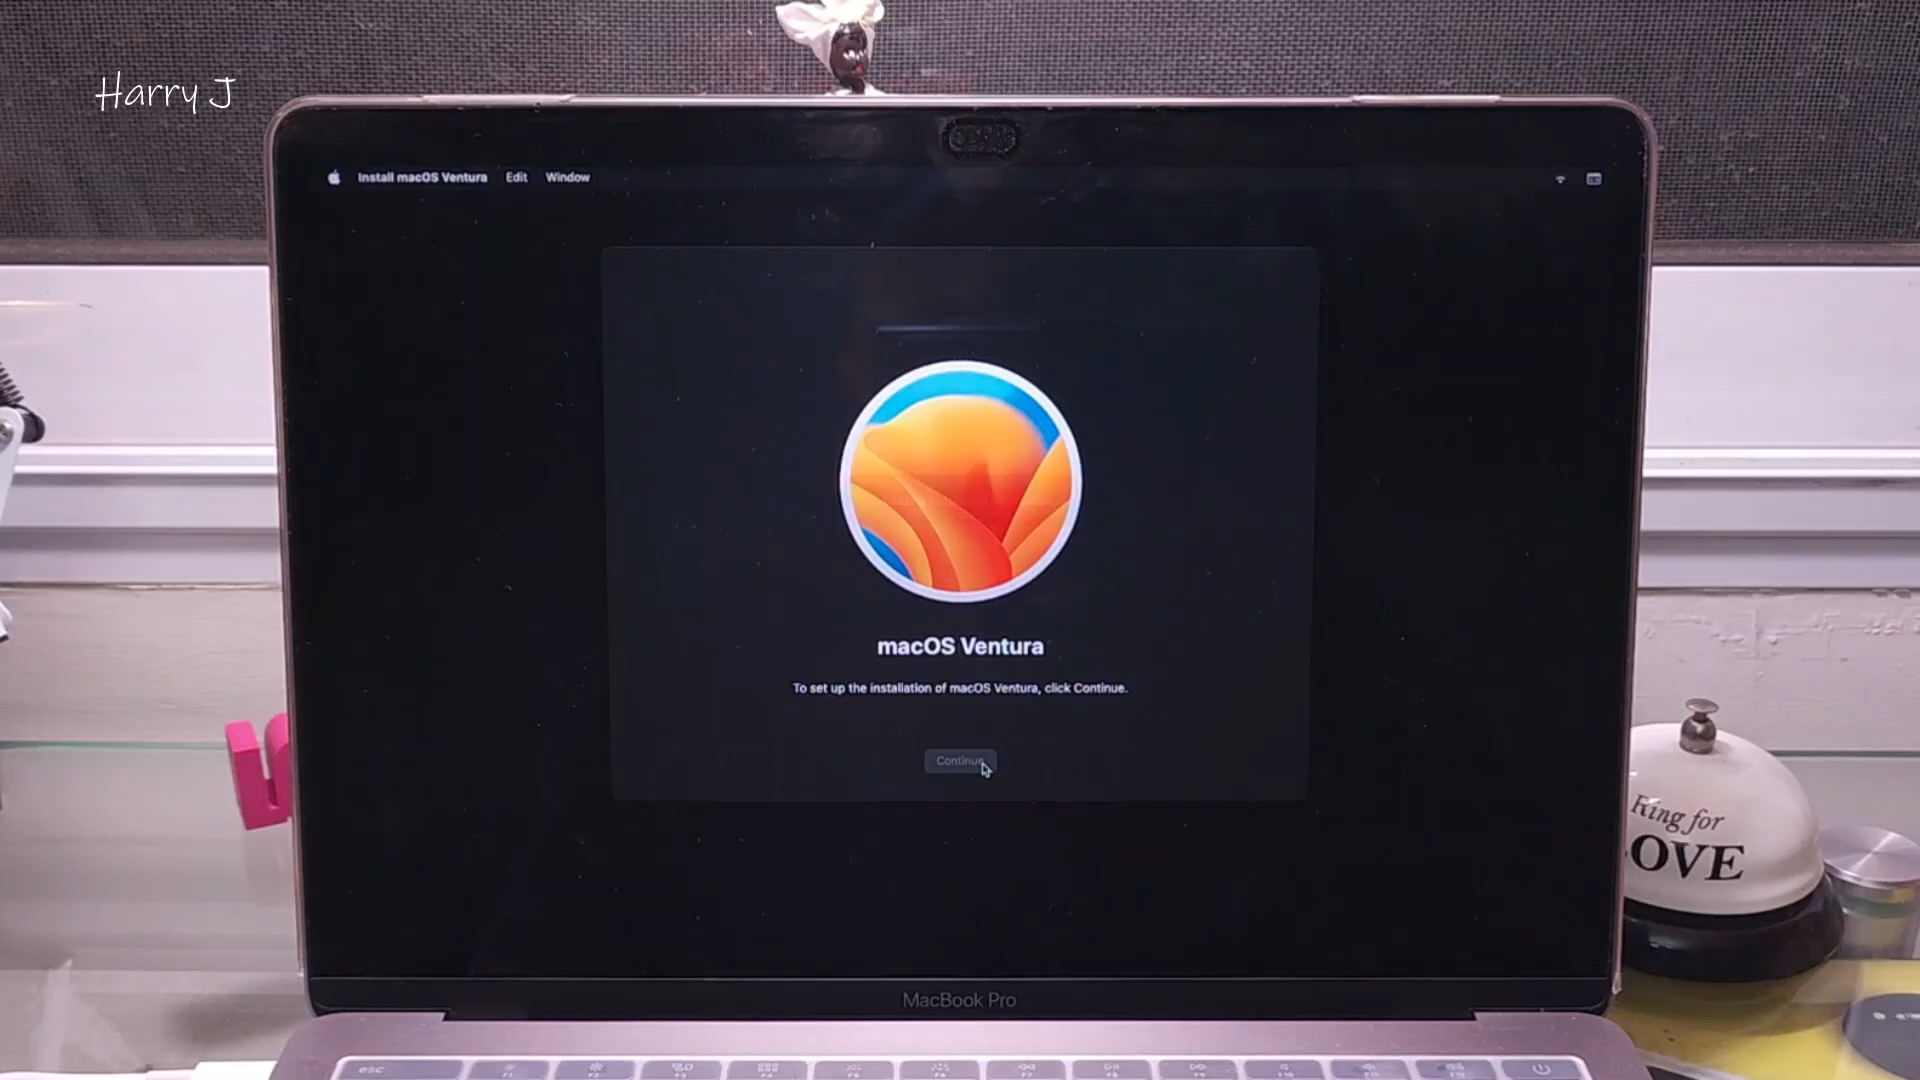 Harry J
Install macOS Ventura Edit Window
macOS Ventura
To set up the installation of macOS Ventura, click Continue.
Continue
Ring for
LOVE
MacBook Pro
esc